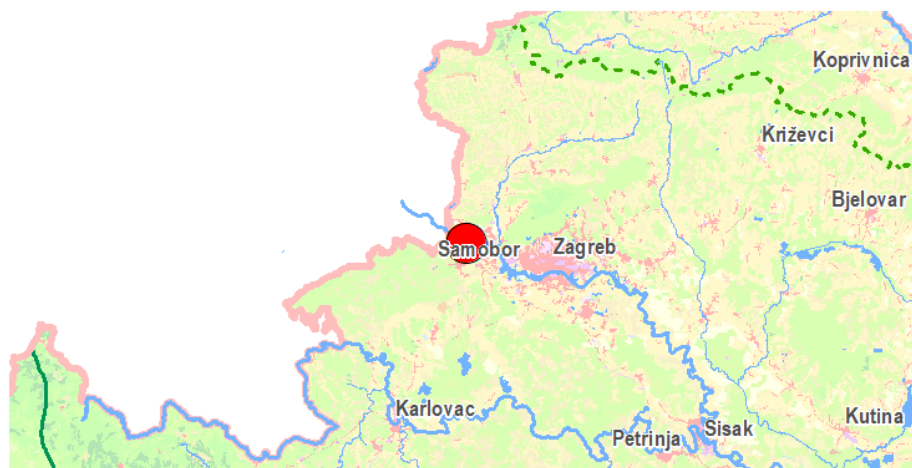 Koprivnica
Križevci
Bjelovar
Samobor
Zagreb
Karlovac
Petrinja
Sisak
Kutina